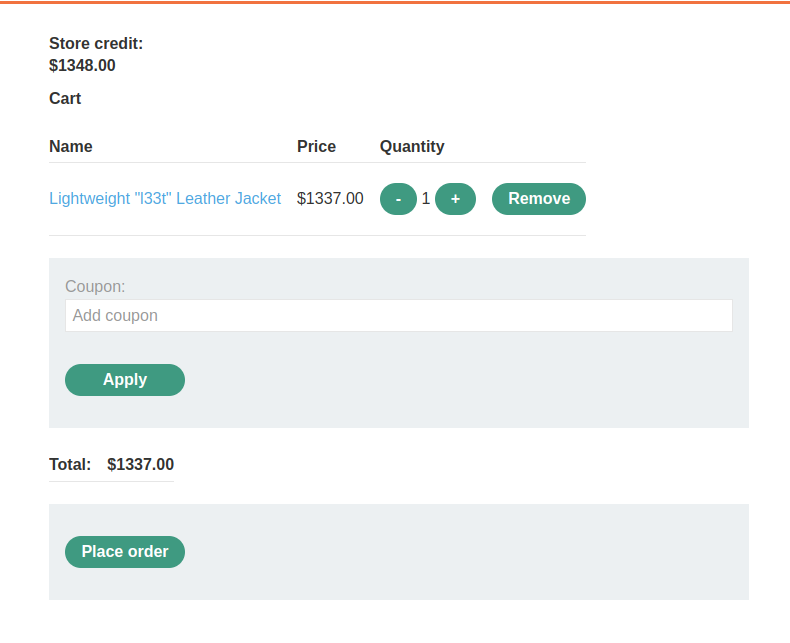 Store credit:
$1348.00
Cart
Name Price Quantity
Lightweight "l33t" Leather Jacket $1337.00 - 1 + Remove
Coupon:
Add coupon
Apply
Total: $1337.00
Place order